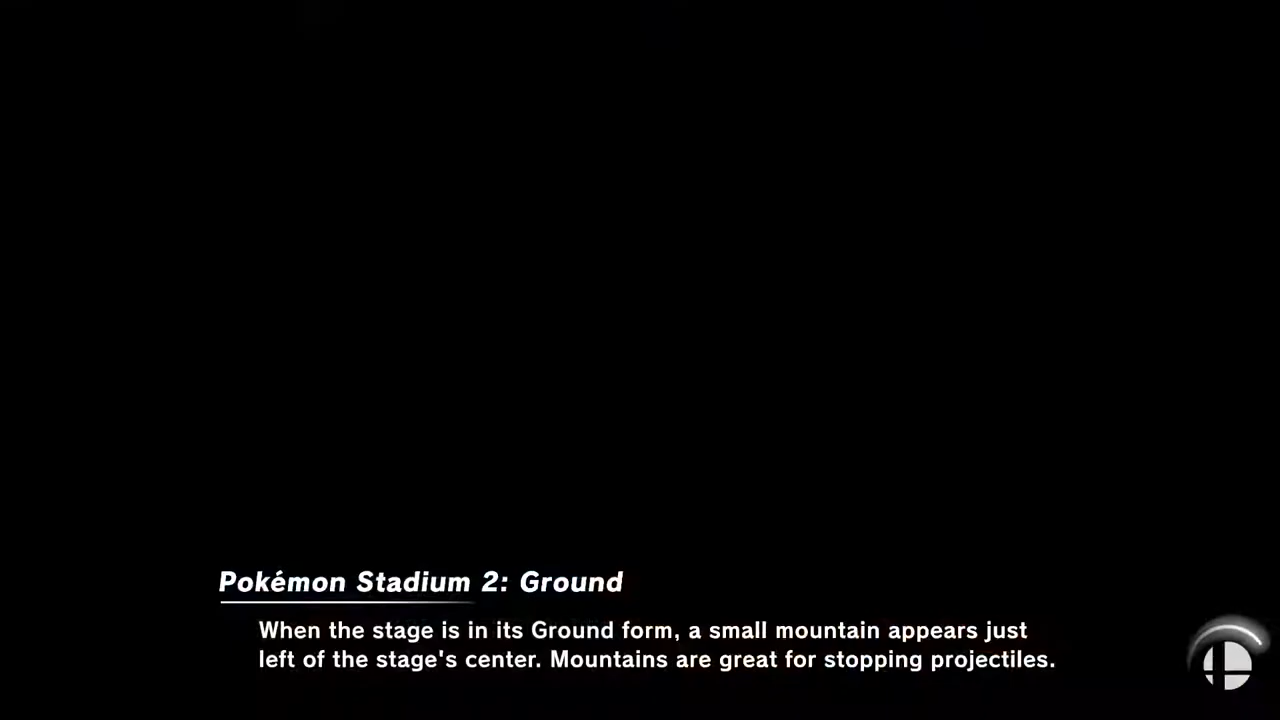 Pokémon Stadium 2: Ground
When the stage is in its Ground form, a small mountain appears just
left of the stage's center. Mountains are great for stopping projectiles.